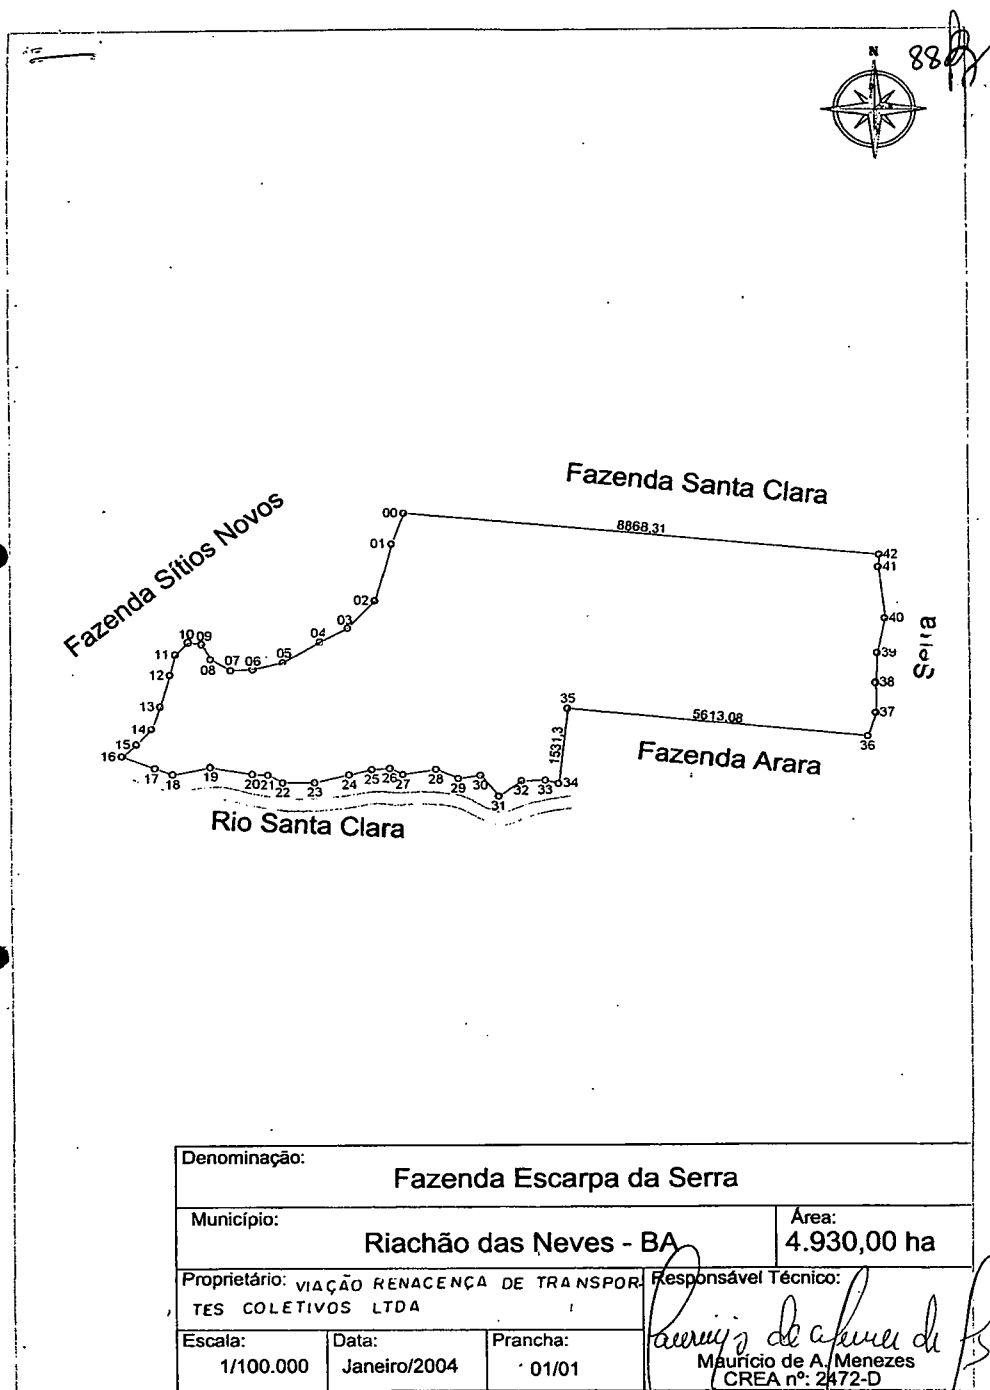 88
N
Fazenda Santa Clara
Fazenda Sítios Novos
00
8868,31
01
42
41
02
40
03
Serra
04
10 09
39
11
05
08
07 06
12
38
35
13
37
5613,08
14
36
1531,3
15
Fazenda Arara
16
17
18
19
20 21
22
23
24
25
26
27
28
29
30
31
32
33
34
Rio Santa Clara
Denominação:
Fazenda Escarpa da Serra
Município:
Riachão das Neves - BA
Área:
4.930,00 ha
Proprietário: VIAÇÃO RENACENÇA DE TRANSPOR-
TES COLETIVOS LTDA
Responsável Técnico:
Escala:
1/100.000
Data:
Janeiro/2004
Prancha:
01/01
Maurício de A. Menezes
CREA nº: 2472-D